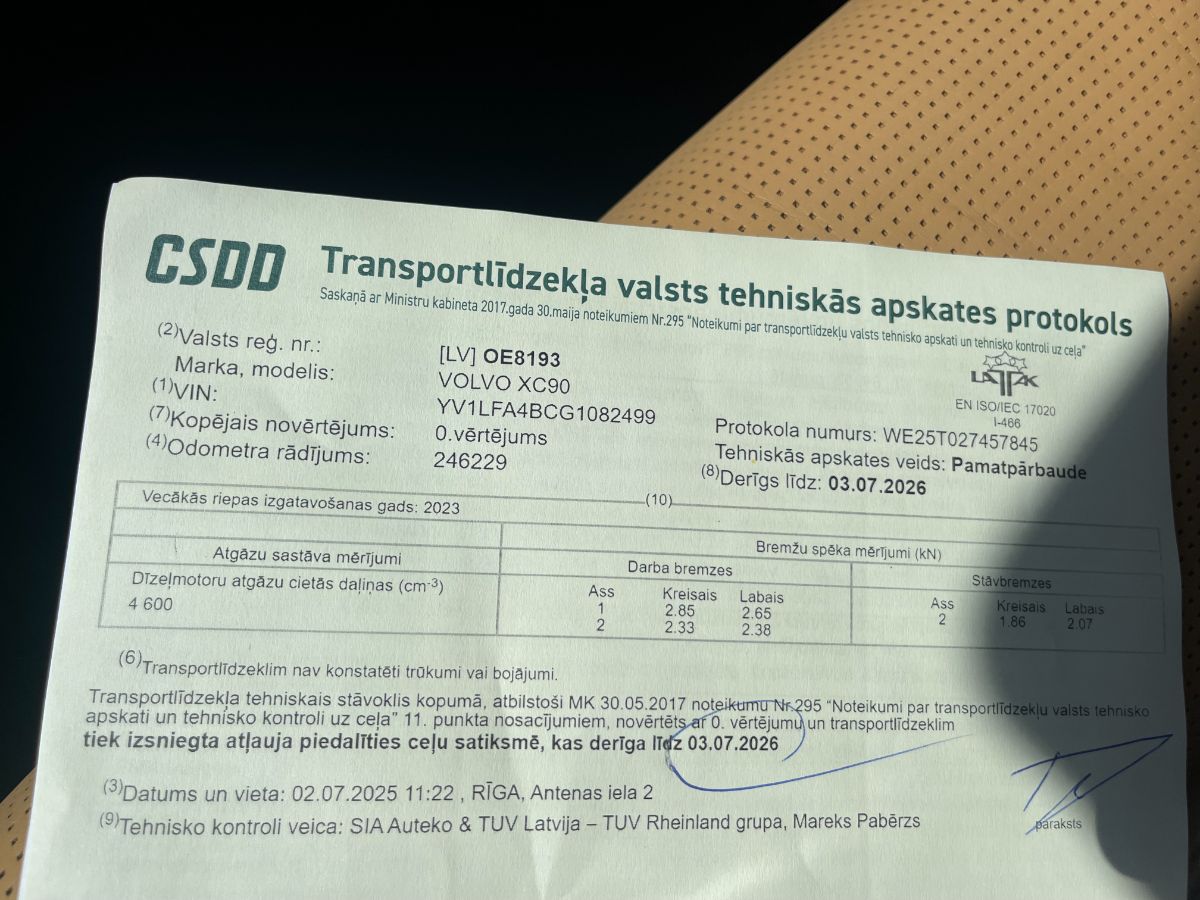 CSDD
Transportlīdzekļa valsts tehniskās apskates protokols
Saskaņā ar Ministru kabineta 2017.gada 30.maija noteikumiem Nr.295 "Noteikumi par transportlīdzekļu valsts tehnisko apskati un tehnisko kontroli uz ceļa"
(2)Valsts reģ. nr.: [LV] OE8193
Marka, modelis: VOLVO XC90
(1)VIN: YV1LFA4BCG1082499
(7)Kopējais novērtējums: 0.vērtējums
(4)Odometra rādījums: 246229
LATAK
EN ISO/IEC 17020
I-466
Protokola numurs: WE25T027457845
Tehniskās apskates veids: Pamatpārbaude
(8)Derīgs līdz: 03.07.2026
(10)
Vecākās riepas izgatavošanas gads: 2023
Atgāzu sastāva mērījumi
Dīzeļmotoru atgāzu cietās daļiņas (cm-3)
4 600
Bremžu spēka mērījumi (kN)
Darba bremzes Stāvbremzes
Ass Kreisais Labais Ass Kreisais Labais
1 2.85 2.65 2 1.86 2.07
2 2.33 2.38
(6)Transportlīdzeklim nav konstatēti trūkumi vai bojājumi.
Transportlīdzekļa tehniskais stāvoklis kopumā, atbilstoši MK 30.05.2017 noteikumu Nr.295 "Noteikumi par transportlīdzekļu valsts tehnisko
apskati un tehnisko kontroli uz ceļa" 11. punkta nosacījumiem, novērtēts ar 0. vērtējumu un transportlīdzeklim
tiek izsniegta atļauja piedalīties ceļu satiksmē, kas derīga līdz 03.07.2026
(3)Datums un vieta: 02.07.2025 11:22 , RĪGA, Antenas iela 2
(9)Tehnisko kontroli veica: SIA Auteko & TUV Latvija – TUV Rheinland grupa, Mareks Pabērzs
paraksts